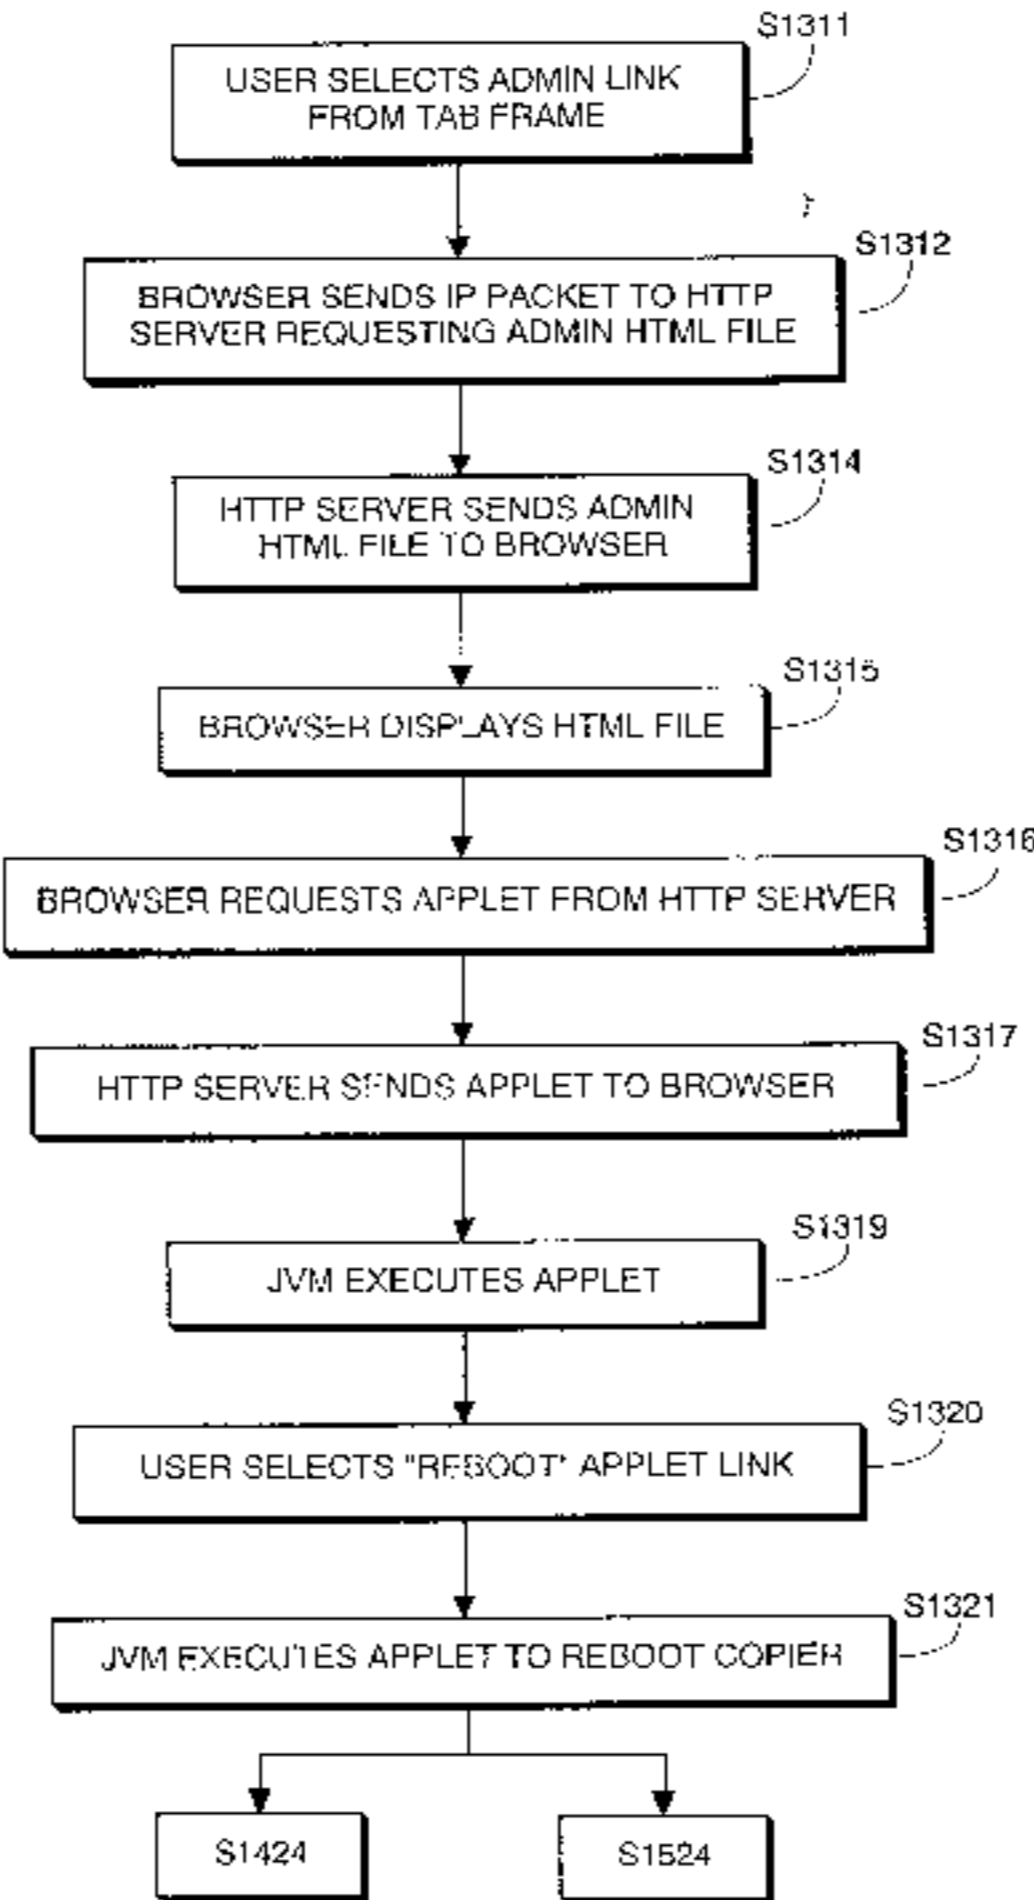 S1311
USER SELECTS ADMIN LINK
FROM TAB FRAME
S1312
BROWSER SENDS IP PACKET TO HTTP
SERVER REQUESTING ADMIN HTML FILE
S1314
HTTP SERVER SENDS ADMIN
HTML FILE TO BROWSER
S1315
BROWSER DISPLAYS HTML FILE
S1316
BROWSER REQUESTS APPLET FROM HTTP SERVER
S1317
HTTP SERVER SENDS APPLET TO BROWSER
S1319
JVM EXECUTES APPLET
S1320
USER SELECTS "REBOOT" APPLET LINK
S1321
JVM EXECUTES APPLET TO REBOOT COPIER
S1424
S1524